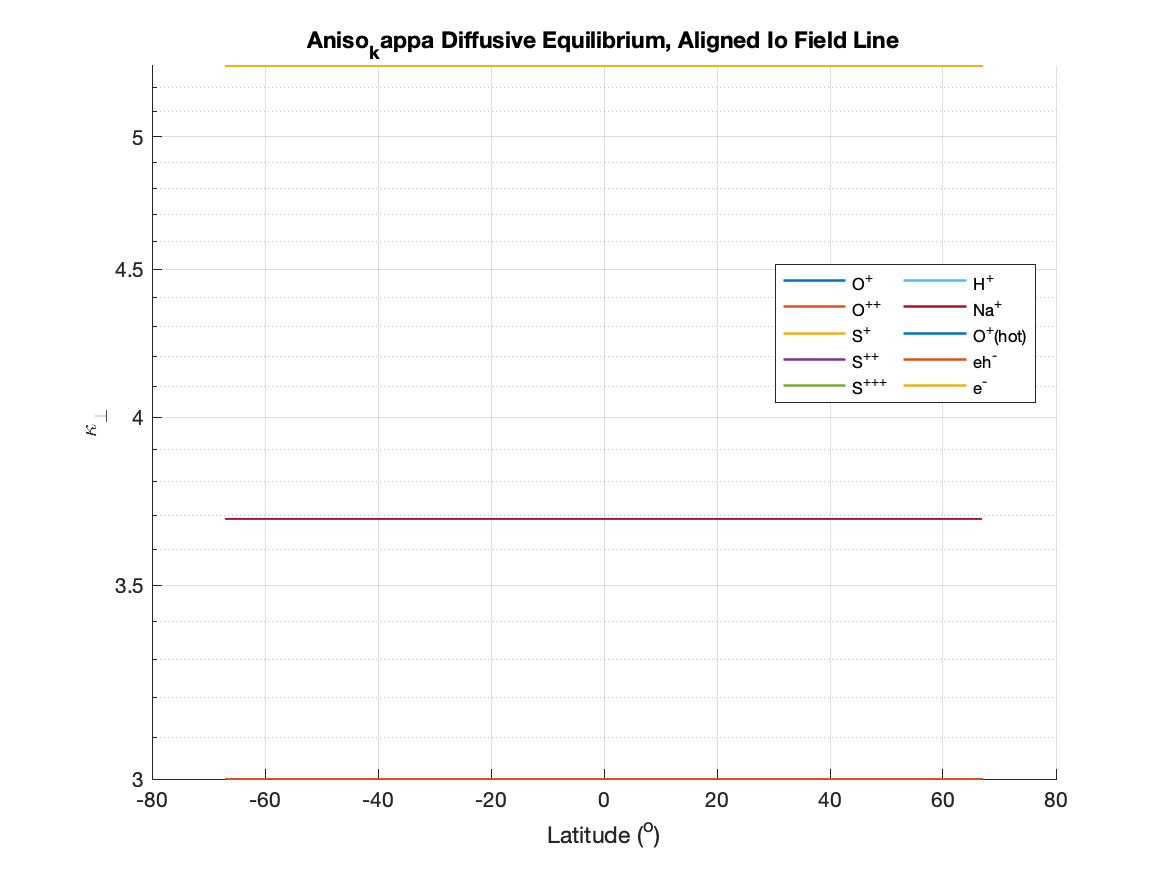 Aniso_kappa Diffusive Equilibrium, Aligned Io Field Line
5
4.5
4
3.5
3
κ⊥
O⁺
O⁺⁺
S⁺
S⁺⁺
S⁺⁺⁺
H⁺
Na⁺
O⁺(hot)
eh⁻
e⁻
-80 -60 -40 -20 0 20 40 60 80
Latitude (º)